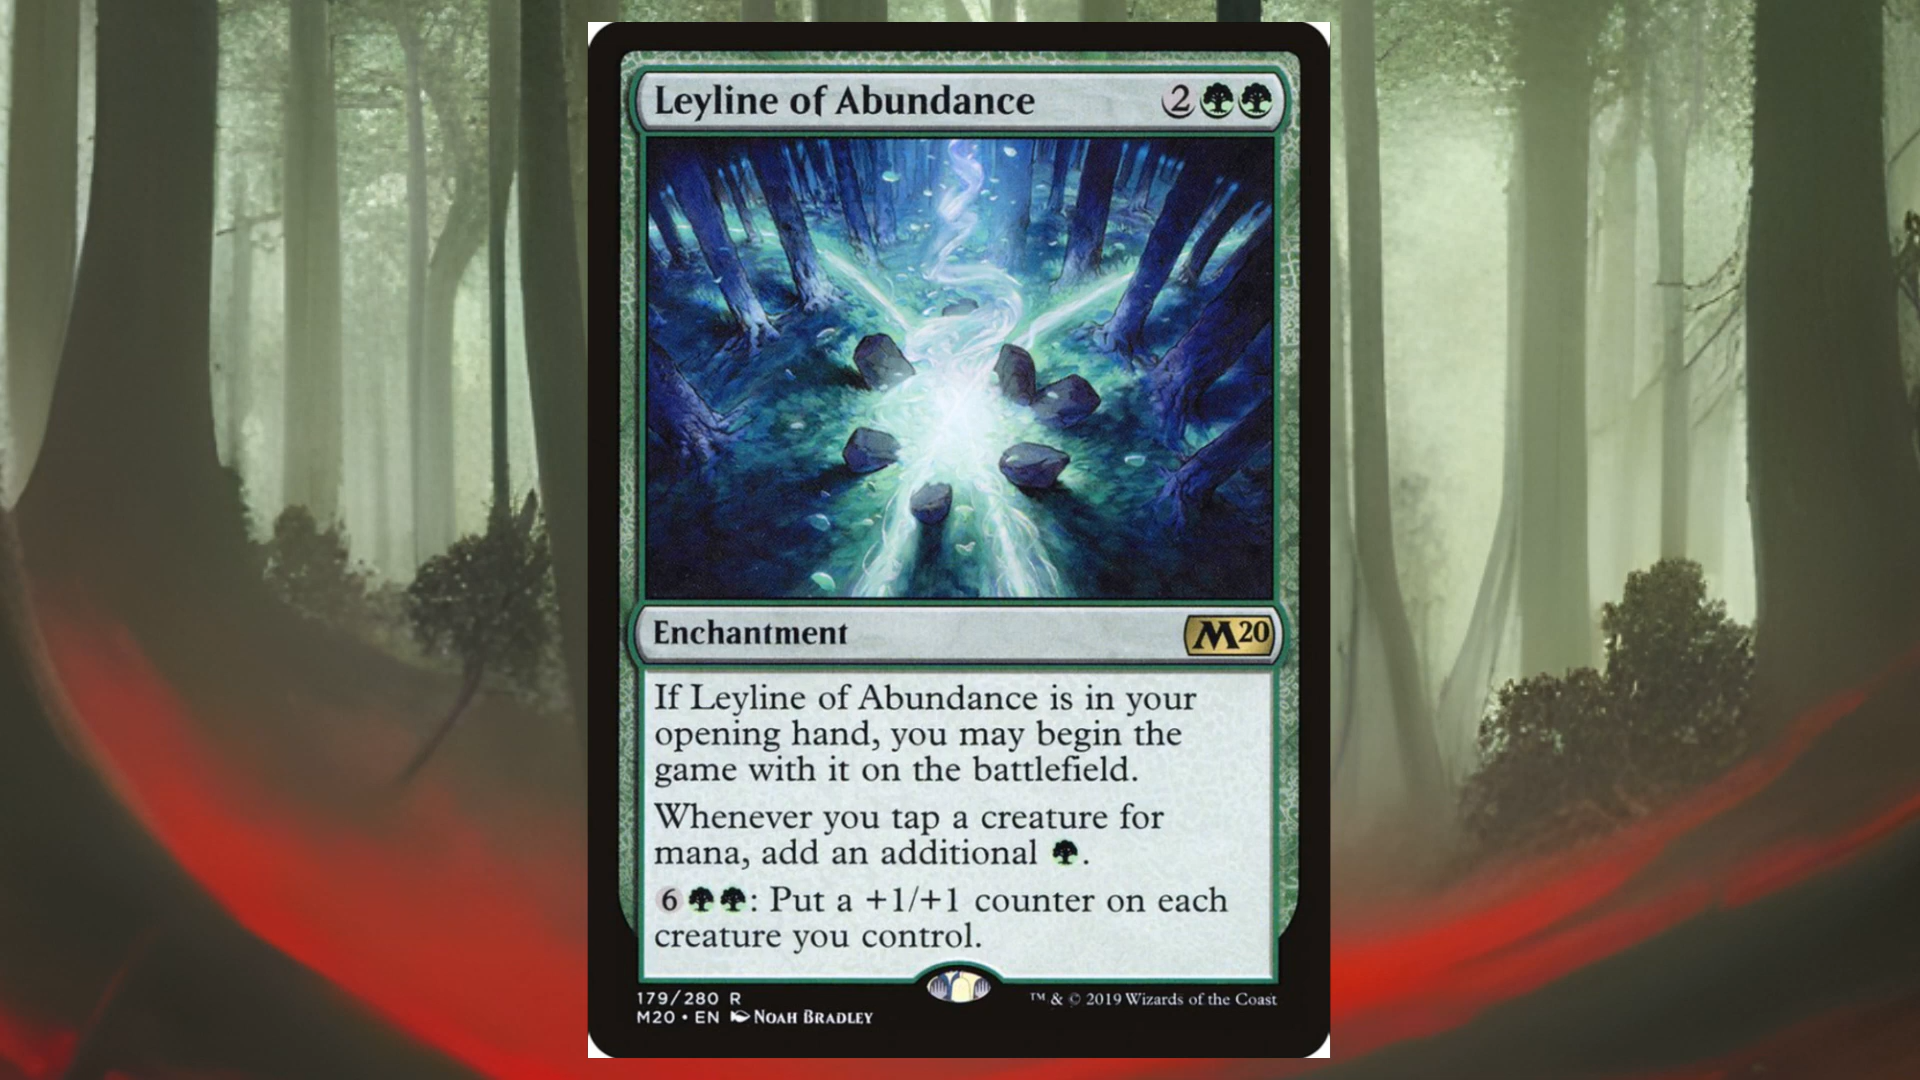 Leyline of Abundance 2
Enchantment M20
If Leyline of Abundance is in your
opening hand, you may begin the
game with it on the battlefield.
Whenever you tap a creature for
mana, add an additional .
6 : Put a +1/+1 counter on each
creature you control.
179/280 R ™ & © 2019 Wizards of the Coast
M20 • EN NOAH BRADLEY